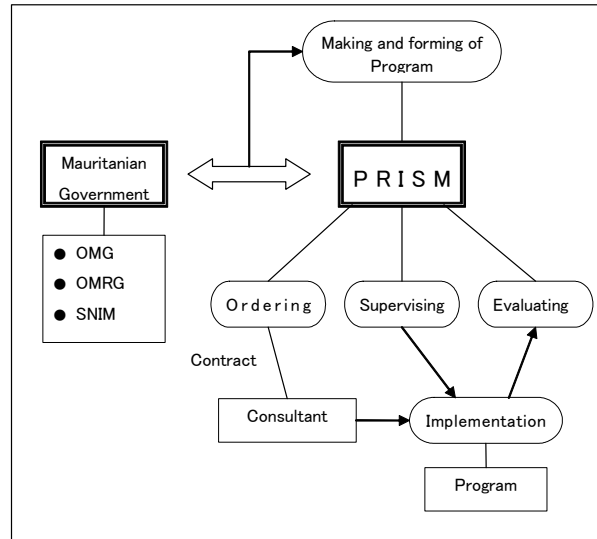 Making and forming of
Program
Mauritanian
Government
PRISM
● OMG
● OMRG
● SNIM
Ordering
Supervising
Evaluating
Contract
Consultant
Implementation
Program